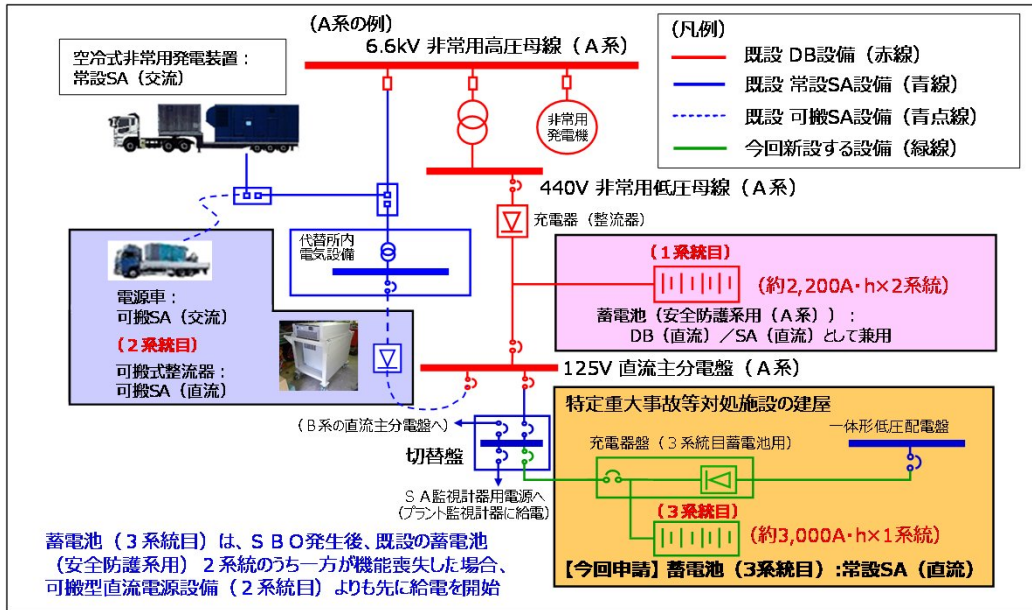 (A系の例)
6.6kV 非常用高圧母線(A系)
空冷式非常用発電装置:
常設SA(交流)
(凡例)
既設 DB設備(赤線)
既設 常設SA設備(青線)
既設 可搬SA設備(青点線)
今回新設する設備(緑線)
非常用
発電機
440V 非常用低圧母線(A系)
充電器(整流器)
代替所内
電気設備
電源車:
可搬SA(交流)
(2系統目)
可搬式整流器:
可搬SA(直流)
(1系統目)
(約2,200A・h×2系統)
蓄電池(安全防護系用(A系)):
DB(直流)/SA(直流)として兼用
125V 直流主分電盤(A系)
(B系の直流主分電盤へ)
切替盤
SA監視計器用電源へ
(プラント監視計器に給電)
特定重大事故等対処施設の建屋
一体形低圧配電盤
充電器盤(3系統目蓄電池用)
(3系統目)
(約3,000A・h×1系統)
【今回申請】蓄電池(3系統目):常設SA(直流)
蓄電池(3系統目)は、SBO発生後、既設の蓄電池
(安全防護系用)2系統のうち一方が機能喪失した場合、
可搬型直流電源設備(2系統目)よりも先に給電を開始